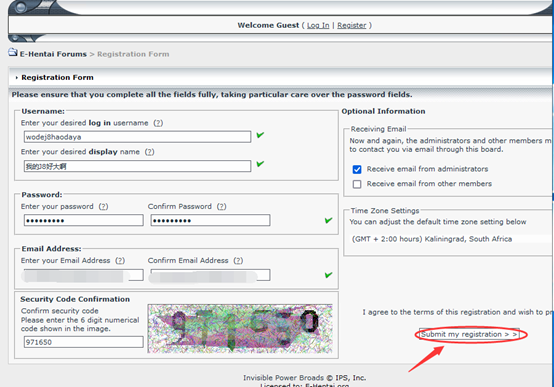 Welcome Guest ( Log In | Register )
E-Hentai Forums > Registration Form
Registration Form
Please ensure that you complete all the fields fully, taking particular care over the password fields.
Username:
Enter your desired log in username (?)
wodej8haodaya
Enter your desired display name (?)
我的J8好大啊
Password:
Enter your password (?) Confirm Password (?)
Email Address:
Enter your Email Address (?) Confirm Email Address (?)
Security Code Confirmation
Confirm security code
Please enter the 6 digit numerical
code shown in the image.
971650
Optional Information
Receiving Email
Now and again, the administrators and other members m
to contact you via email through this board.
Receive email from administrators
Receive email from other members
Time Zone Settings
You can adjust the default time zone setting below
(GMT + 2:00 hours) Kaliningrad, South Africa
I agree to the terms of this registration and wish to pr
Submit my registration > >
Invisible Power Broads © IPS, Inc.
Licensed to: E-Hentai.org